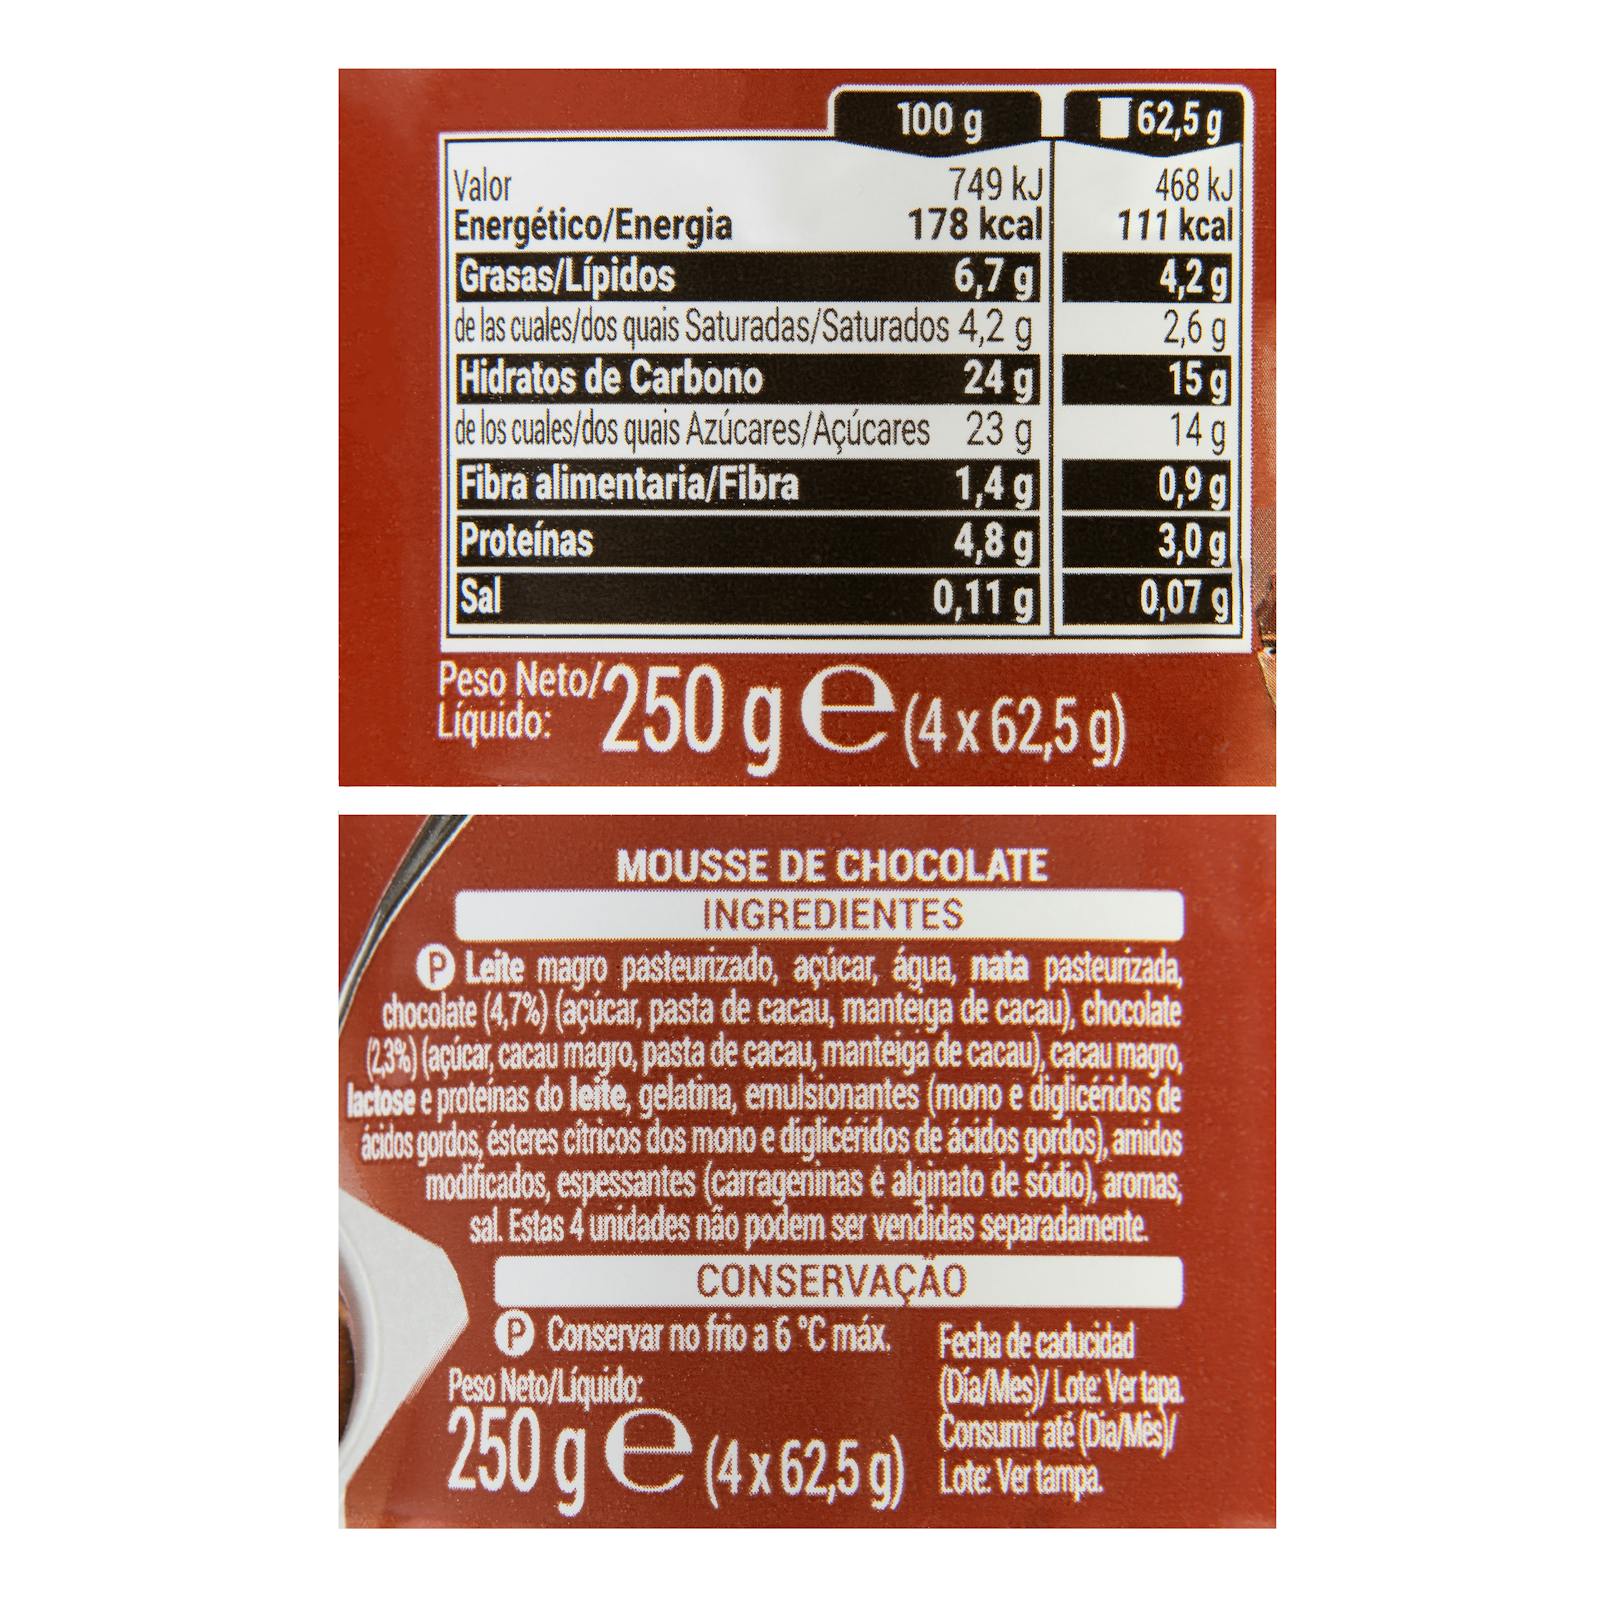 100 g 62,5 g
Valor 749 kJ 468 kJ
Energético/Energia 178 kcal 111 kcal
Grasas/Lípidos 6,7 g 4,2 g
de las cuales/dos quais Saturadas/Saturados 4,2 g 2,6 g
Hidratos de Carbono 24 g 15 g
de los cuales/dos quais Azúcares/Açúcares 23 g 14 g
Fibra alimentaria/Fibra 1,4 g 0,9 g
Proteínas 4,8 g 3,0 g
Sal 0,11 g 0,07 g
Peso Neto/
Líquido: 250 g e (4 x 62,5 g)
MOUSSE DE CHOCOLATE
INGREDIENTES
P Leite magro pasteurizado, açúcar, água, nata pasteurizada,
chocolate (4,7%) (açúcar, pasta de cacau, manteiga de cacau), chocolate
(2,3%) (açúcar, cacau magro, pasta de cacau, manteiga de cacau), cacau magro,
lactose e proteínas do leite, gelatina, emulsionantes (mono e diglicéridos de
ácidos gordos, ésteres cítricos dos mono e diglicéridos de ácidos gordos), amidos
modificados, espessantes (carrageninas e alginato de sódio), aromas,
sal. Estas 4 unidades não podem ser vendidas separadamente.
CONSERVAÇÃO
P Conservar no frio a 6 °C máx.
Peso Neto/Líquido:
250 g e (4 x 62,5 g)
Fecha de caducidad
(Día/Mes)/ Lote: Ver tapa.
Consumir até (Dia/Mês)/
Lote: Ver tampa.